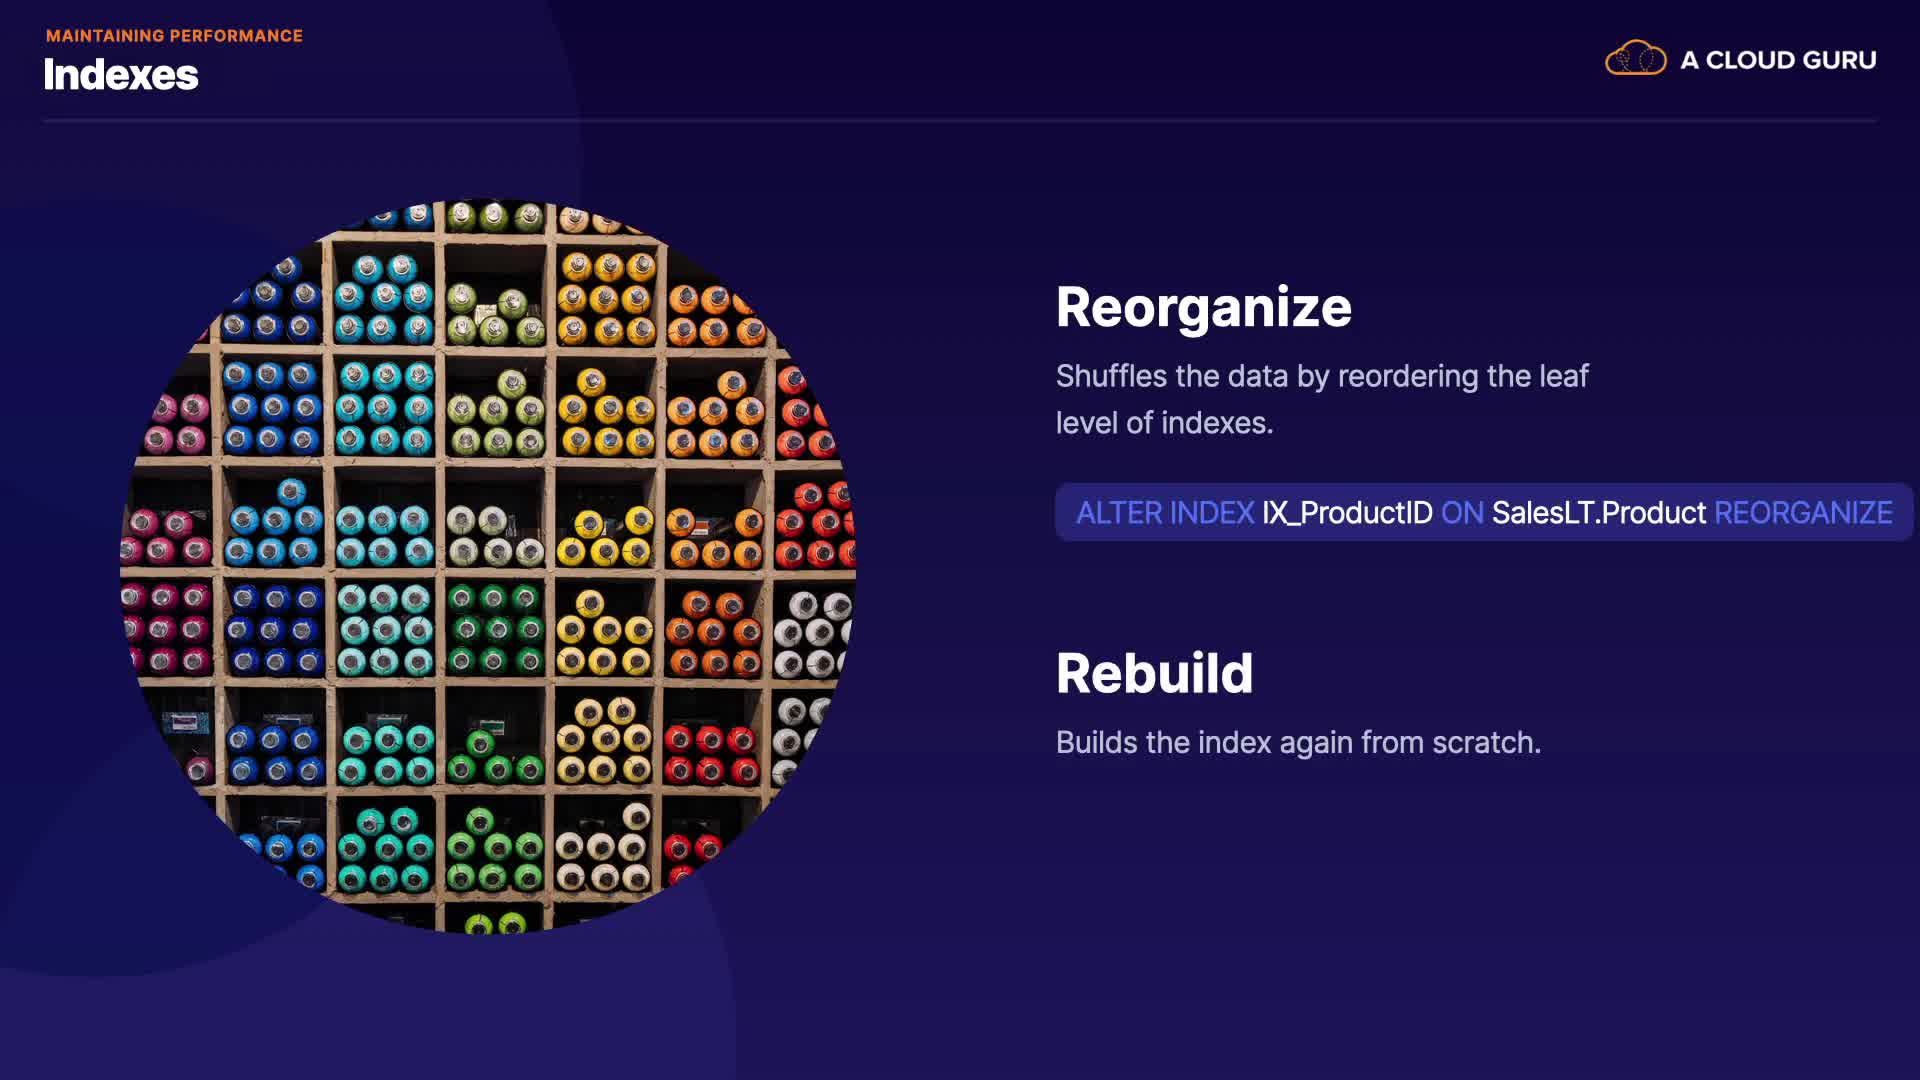 MAINTAINING PERFORMANCE
Indexes
A CLOUD GURU
Reorganize
Shuffles the data by reordering the leaf
level of indexes.
ALTER INDEX IX_ProductID ON SalesLT.Product REORGANIZE
Rebuild
Builds the index again from scratch.